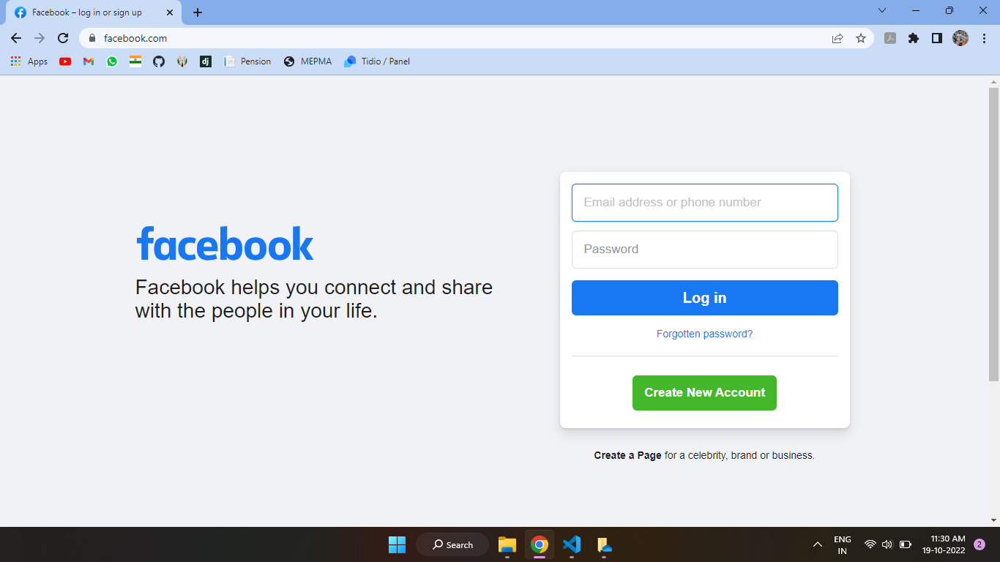 Facebook – log in or sign up
facebook.com
Apps
dj
Pension
MEPMA
Tidio / Panel
facebook
Facebook helps you connect and share
with the people in your life.
Email address or phone number
Password
Log in
Forgotten password?
Create New Account
Create a Page for a celebrity, brand or business.
Search
ENG
IN
11:30 AM
19-10-2022
2